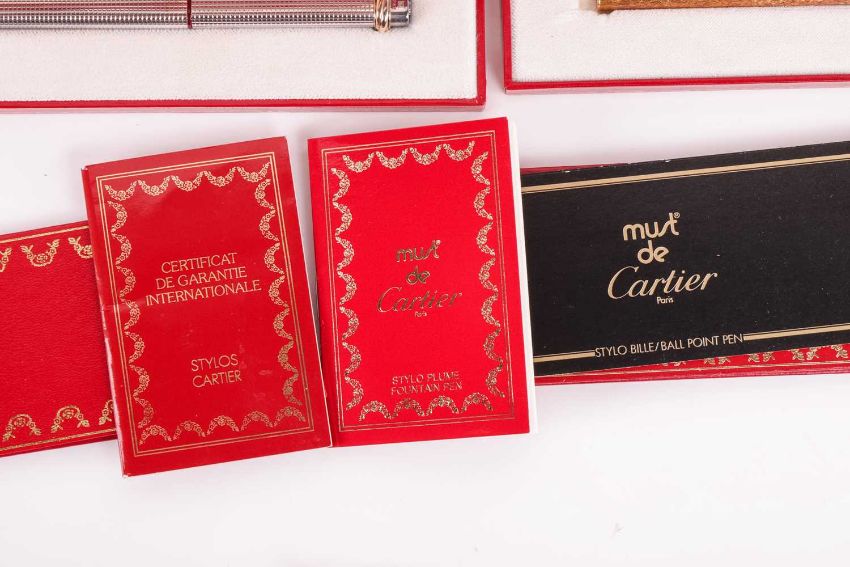 CERTIFICAT
DE GARANTIE
INTERNATIONALE
STYLOS
CARTIER
must
de
Cartier
Paris
STYLO PLUME
FOUNTAIN PEN
must®
de
Cartier
Paris
STYLO BILLE/BALL POINT PEN